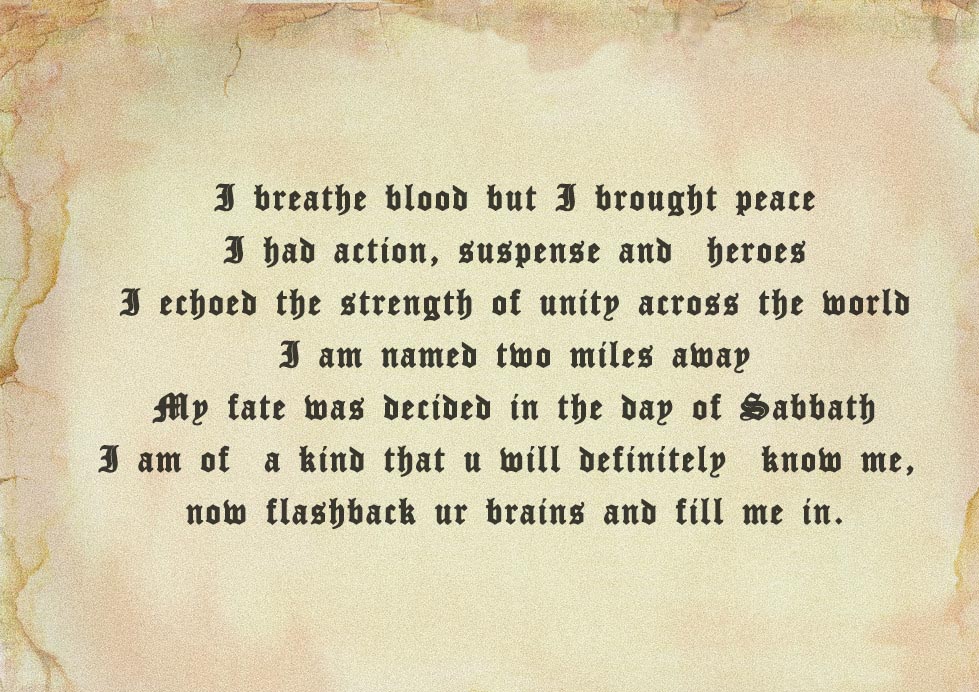 I breathe blood but I brought peace
I had action, suspense and heroes
I echoed the strength of unity across the world
I am named two miles away
My fate was decided in the day of Sabbath
I am of a kind that u will definitely know me,
now flashback ur brains and fill me in.